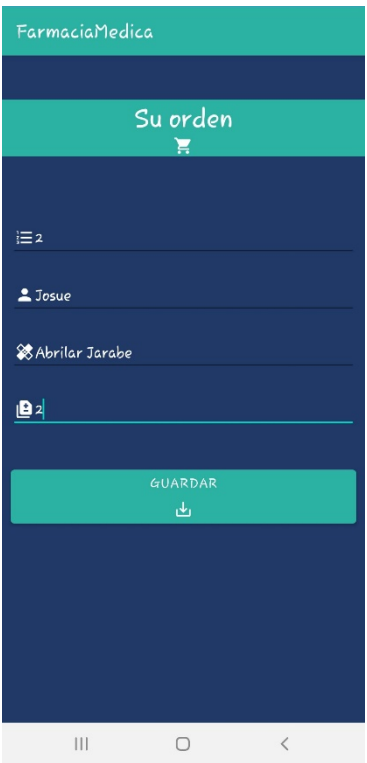 FarmaciaMedica
Su orden
2
Josue
Abrilar Jarabe
2
GUARDAR